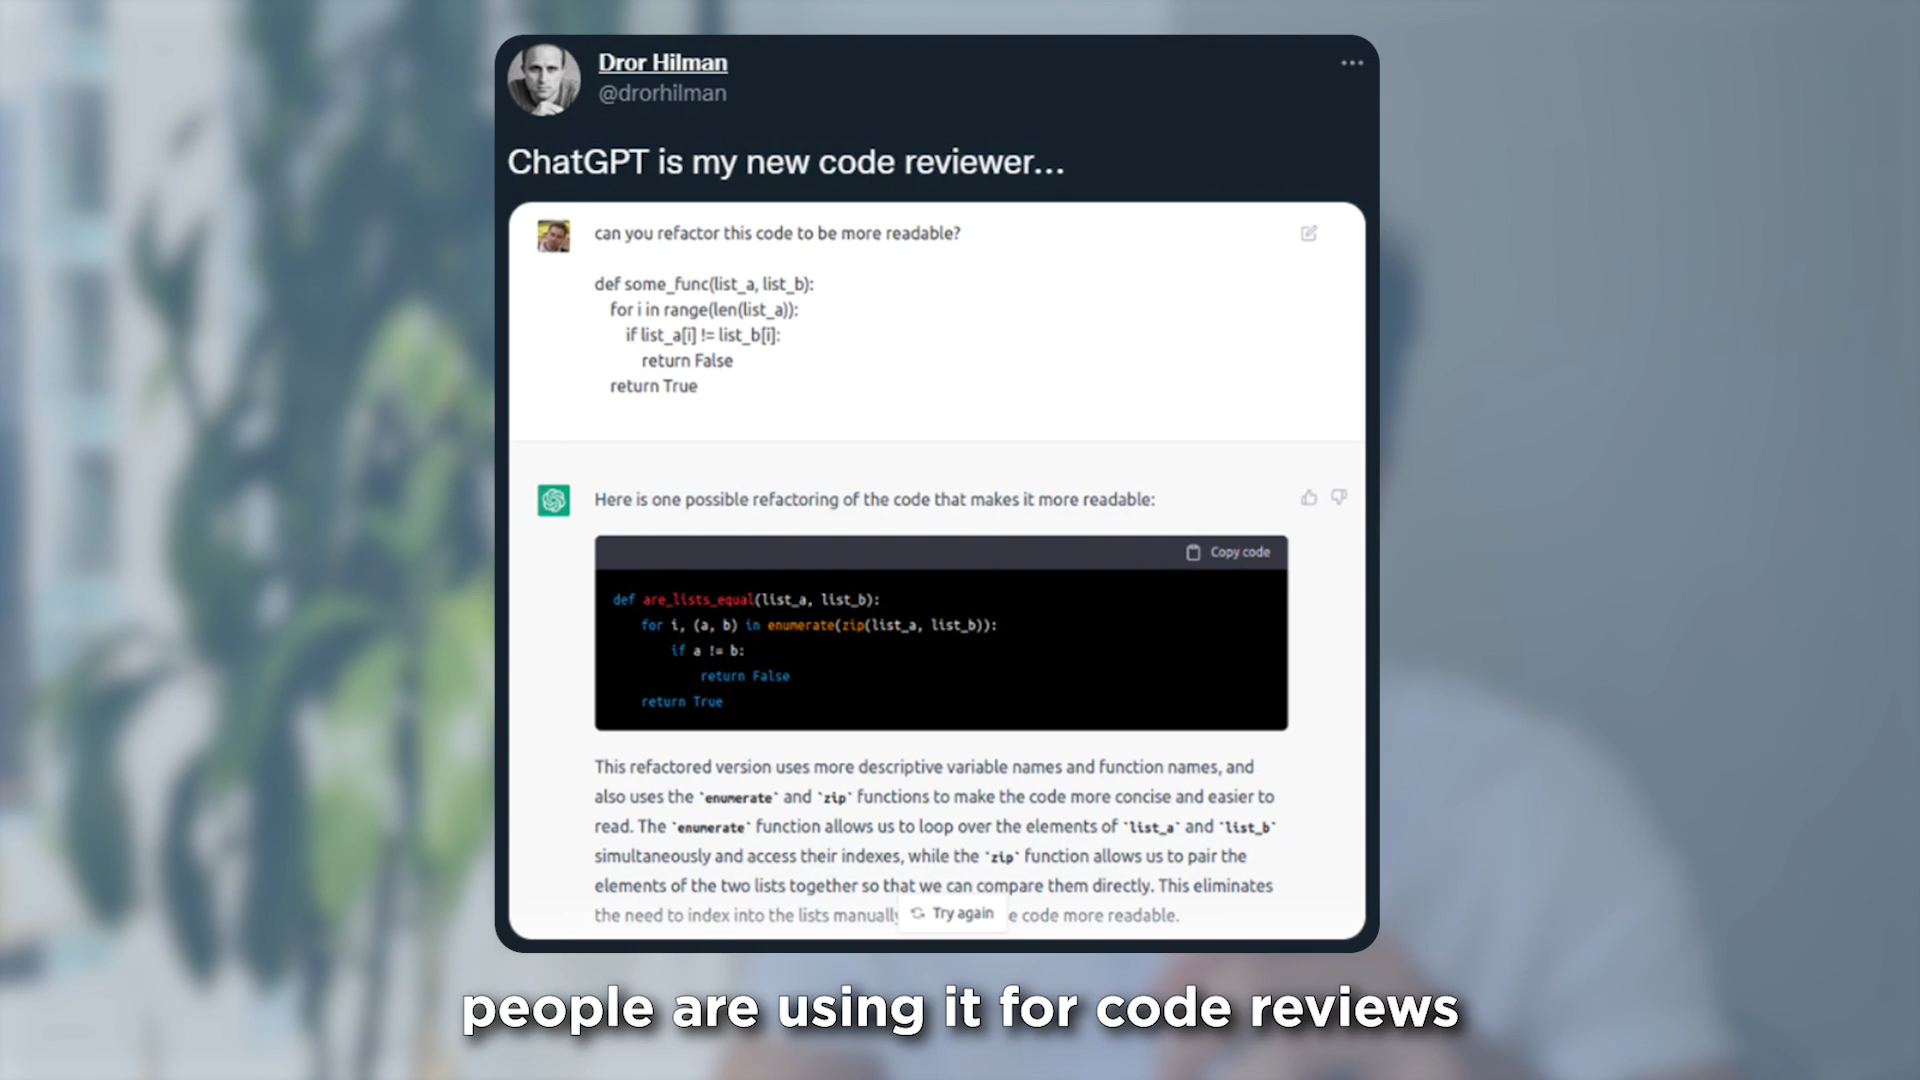 Dror Hilman
@drorhilman
ChatGPT is my new code reviewer...
can you refactor this code to be more readable?
def some_func(list_a, list_b):
for i in range(len(list_a)):
if list_a[i] != list_b[i]:
return False
return True
Here is one possible refactoring of the code that makes it more readable:
Copy code
def are_lists_equal(list_a, list_b):
for i, (a, b) in enumerate(zip(list_a, list_b)):
if a != b:
return False
return True
This refactored version uses more descriptive variable names and function names, and
also uses the `enumerate` and `zip` functions to make the code more concise and easier to
read. The `enumerate` function allows us to loop over the elements of `list_a` and `list_b`
simultaneously and access their indexes, while the `zip` function allows us to pair the
elements of the two lists together so that we can compare them directly. This eliminates
the need to index into the lists manually Try again e code more readable.
people are using it for code reviews